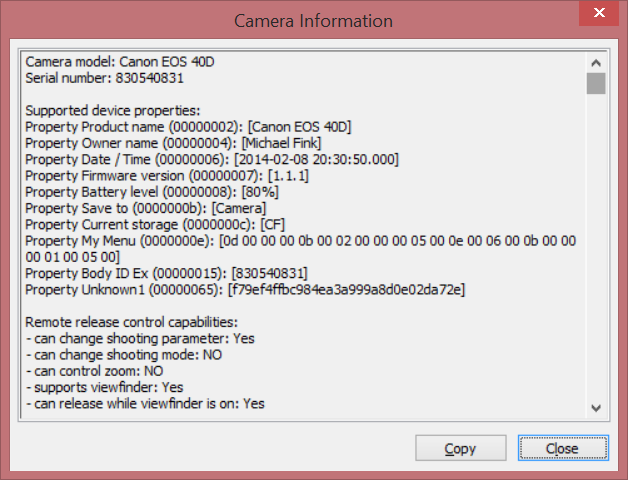 Camera Information
Camera model: Canon EOS 40D
Serial number: 830540831
Supported device properties:
Property Product name (00000002): [Canon EOS 40D]
Property Owner name (00000004): [Michael Fink]
Property Date / Time (00000006): [2014-02-08 20:30:50.000]
Property Firmware version (00000007): [1.1.1]
Property Battery level (00000008): [80%]
Property Save to (0000000b): [Camera]
Property Current storage (0000000c): [CF]
Property My Menu (0000000e): [0d 00 00 00 0b 00 02 00 00 00 05 00 0e 00 06 00 0b 00 00
00 01 00 05 00]
Property Body ID Ex (00000015): [830540831]
Property Unknown1 (00000065): [f79ef4ffbc984ea3a999a8d0e02da72e]
Remote release control capabilities:
- can change shooting parameter: Yes
- can change shooting mode: NO
- can control zoom: NO
- supports viewfinder: Yes
- can release while viewfinder is on: Yes
Copy Close